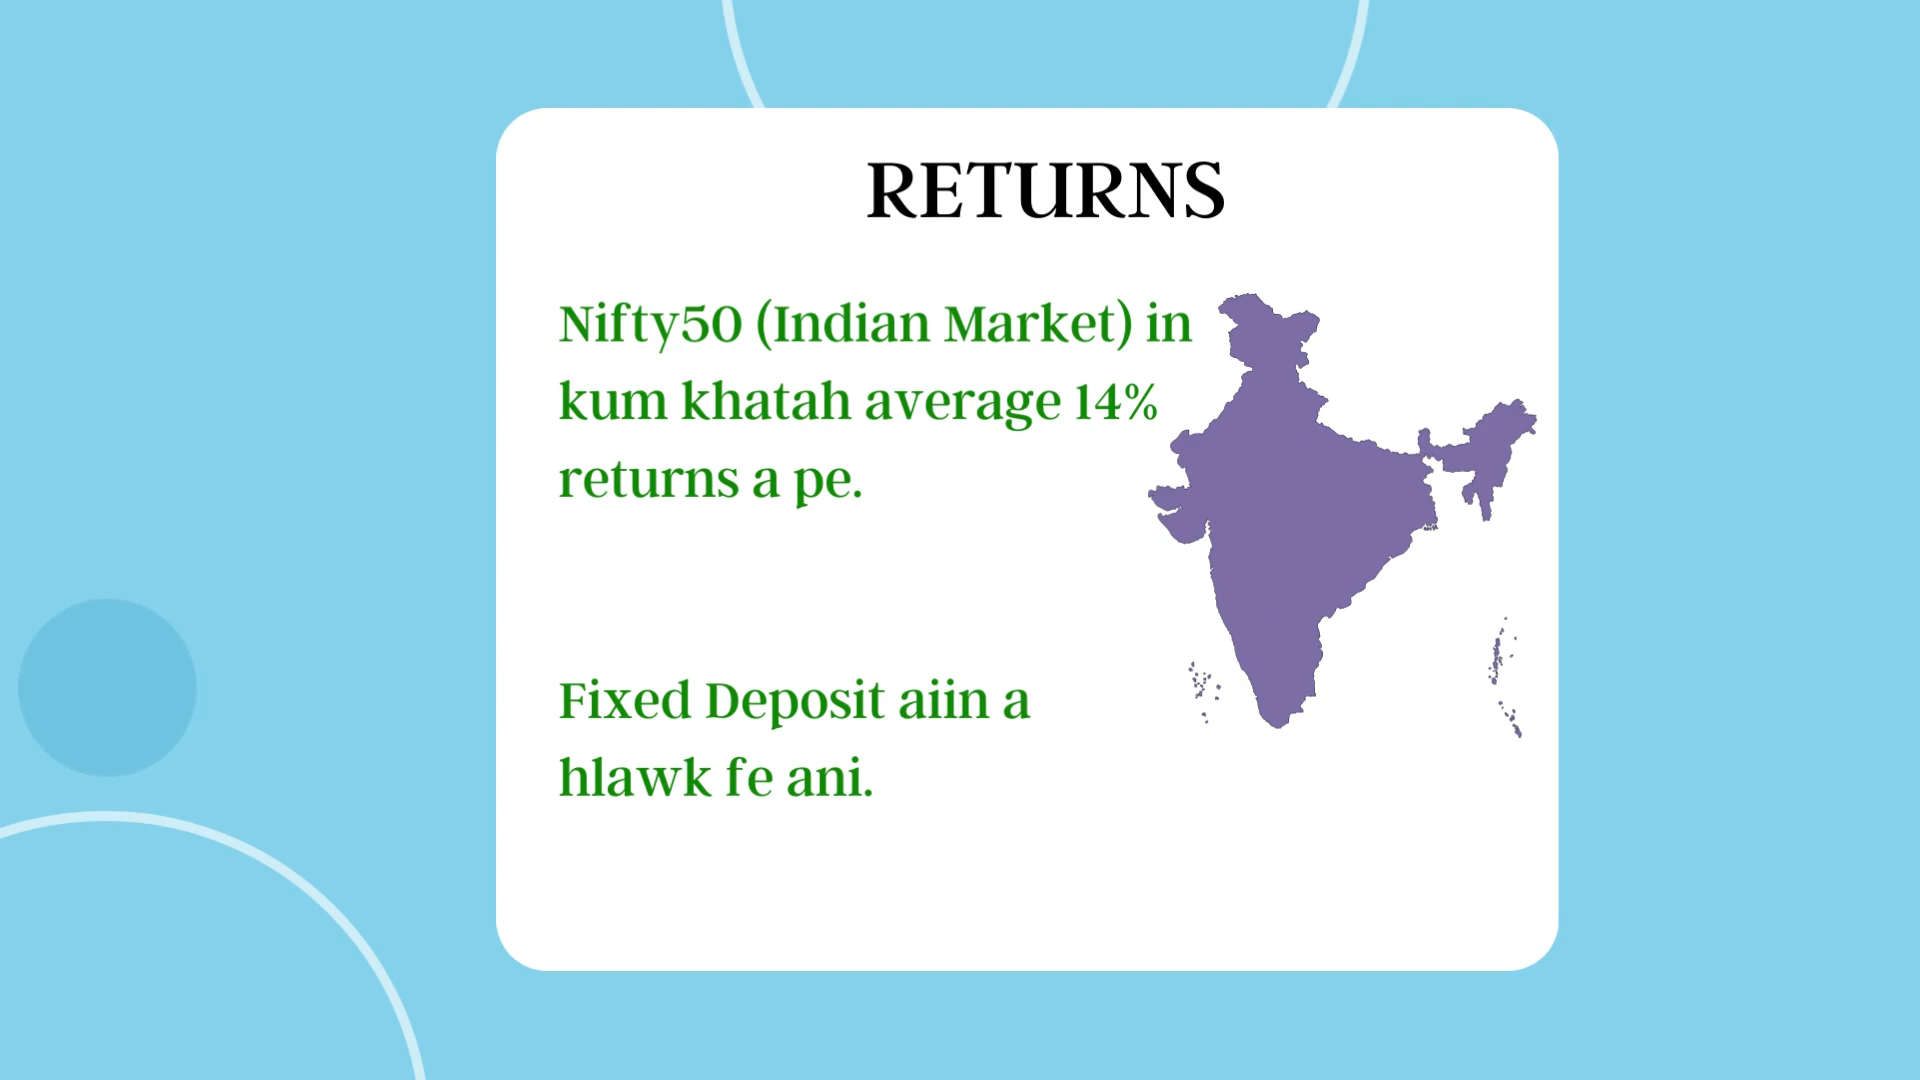 RETURNS
Nifty50 (Indian Market) in
kum khatah average 14%
returns a pe.
Fixed Deposit aiin a
hlawk fe ani.